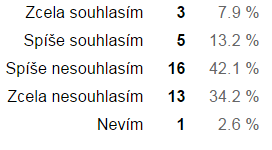 Zcela souhlasím 3 7.9 %
Spíše souhlasím 5 13.2 %
Spíše nesouhlasím 16 42.1 %
Zcela nesouhlasím 13 34.2 %
Nevím 1 2.6 %